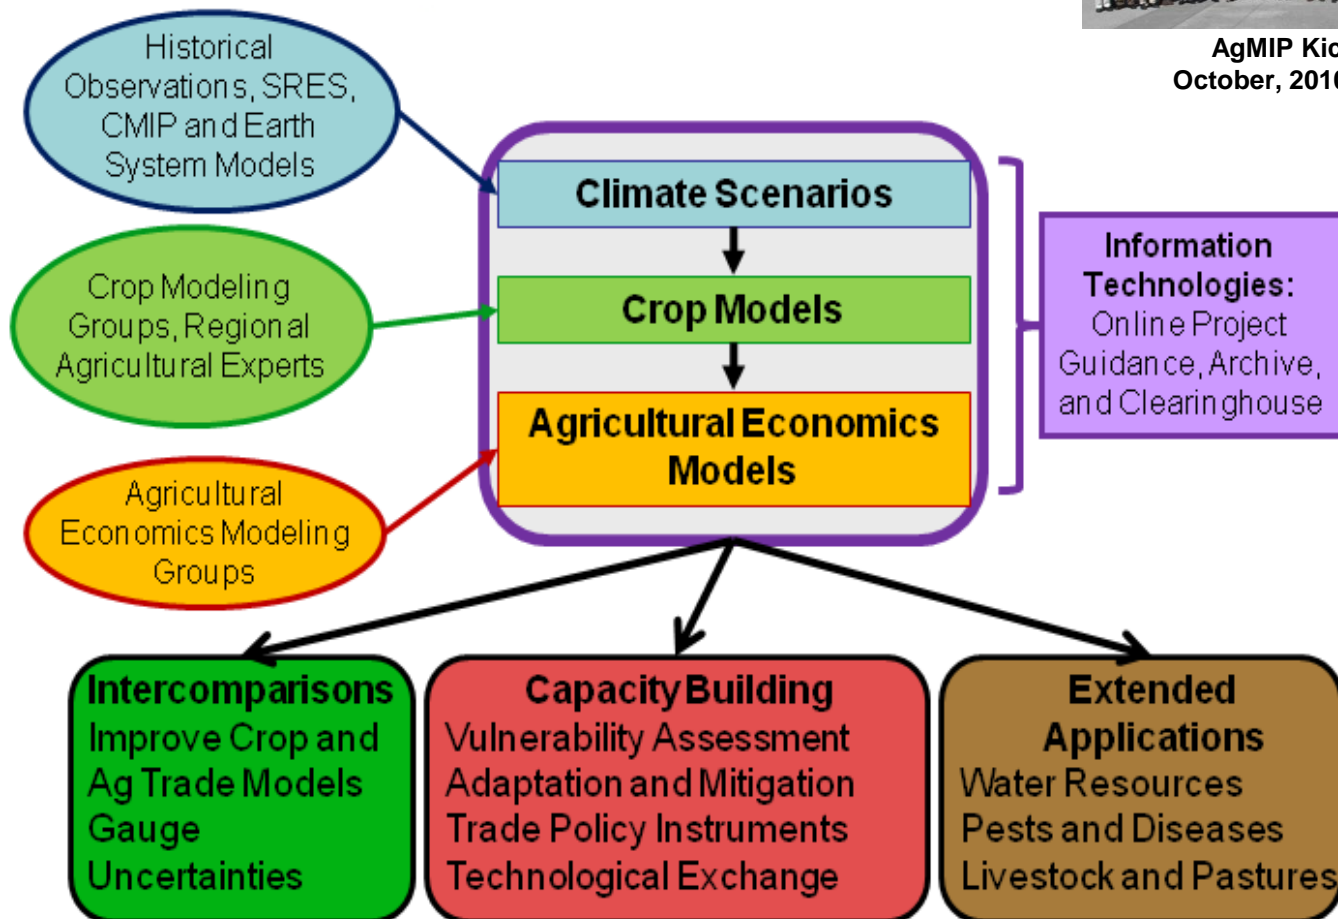 AgMIP
October,
Historical
Observations, SRES,
CMIP and Earth
System Models
Climate Scenarios
Crop Modeling
Groups, Regional
Agricultural Experts
Crop Models
Agricultural Economics
Modeling
Groups
Agricultural Economics
Models
Information
Technologies:
Online Project
Guidance, Archive,
and Clearinghouse
Intercomparisons
Improve Crop and
Ag Trade Models
Gauge
Uncertainties
Capacity Building
Vulnerability Assessment
Adaptation and Mitigation
Trade Policy Instruments
Technological Exchange
Extended
Applications
Water Resources
Pests and Diseases
Livestock and Pastures